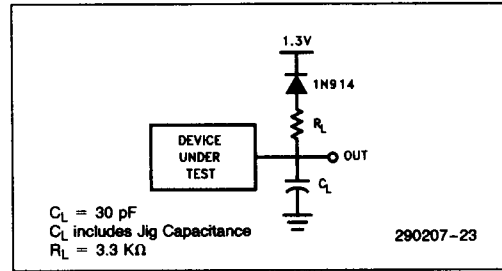 1.3V
1N914
RL
DEVICE
UNDER
TEST
OUT
CL
CL = 30 pF
CL includes Jig Capacitance
RL = 3.3 KΩ
290207-23